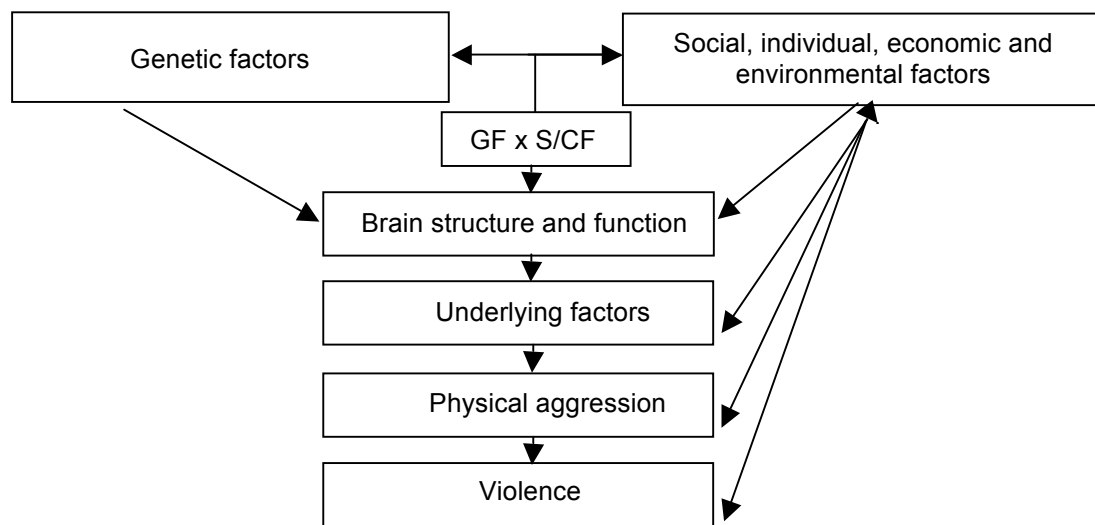 Genetic factors
Social, individual, economic and
environmental factors
GF x S/CF
Brain structure and function
Underlying factors
Physical aggression
Violence